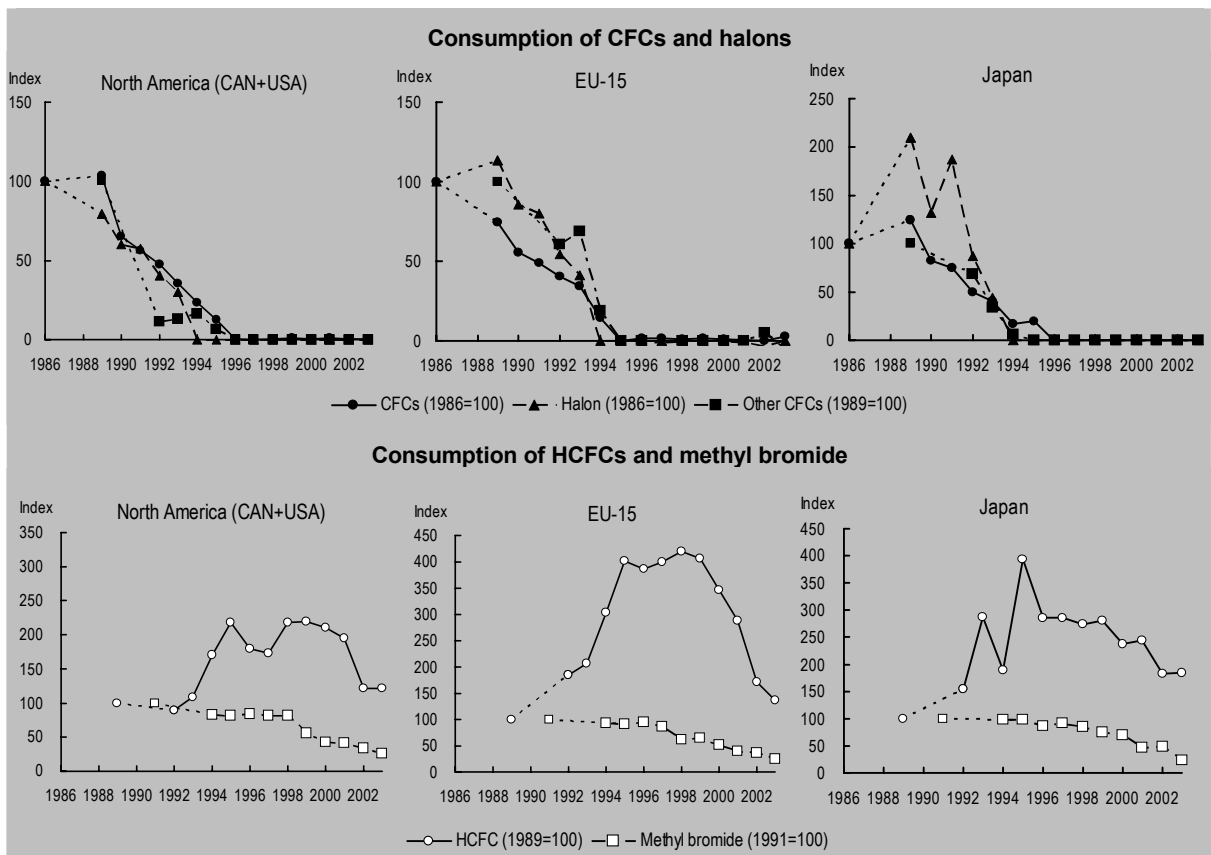 Consumption of CFCs and halons
Index
North America (CAN+USA)
150
100
50
0
1986 1988 1990 1992 1994 1996 1998 2000 2002
Index
EU-15
150
100
50
0
1986 1988 1990 1992 1994 1996 1998 2000 2002
Index
Japan
250
200
150
100
50
0
1986 1988 1990 1992 1994 1996 1998 2000 2002
CFCs (1986=100) Halon (1986=100) Other CFCs (1989=100)
Consumption of HCFCs and methyl bromide
Index
North America (CAN+USA)
350
300
250
200
150
100
50
0
1986 1988 1990 1992 1994 1996 1998 2000 2002
Index
EU-15
450
400
350
300
250
200
150
100
50
0
1986 1988 1990 1992 1994 1996 1998 2000 2002
Index
Japan
450
400
350
300
250
200
150
100
50
0
1986 1988 1990 1992 1994 1996 1998 2000 2002
HCFC (1989=100) Methyl bromide (1991=100)